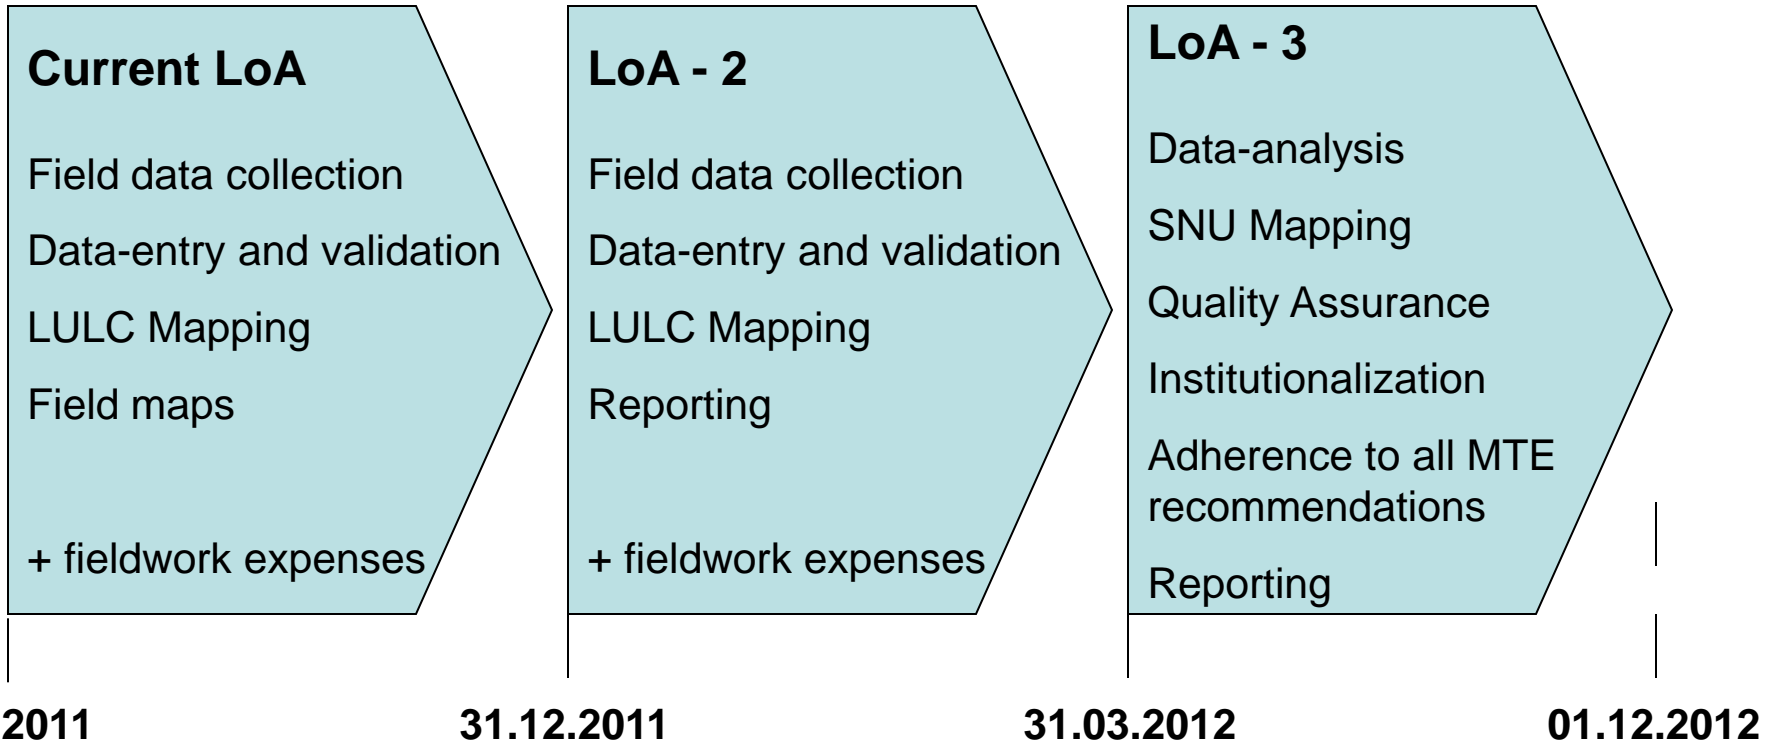 Current LoA
Field data collection
Data-entry and validation
LULC Mapping
Field maps
+ fieldwork expenses
LoA - 2
Field data collection
Data-entry and validation
LULC Mapping
Reporting
+ fieldwork expenses
LoA - 3
Data-analysis
SNU Mapping
Quality Assurance
Institutionalization
Adherence to all MTE
recommendations
Reporting
2011
31.12.2011
31.03.2012
01.12.2012